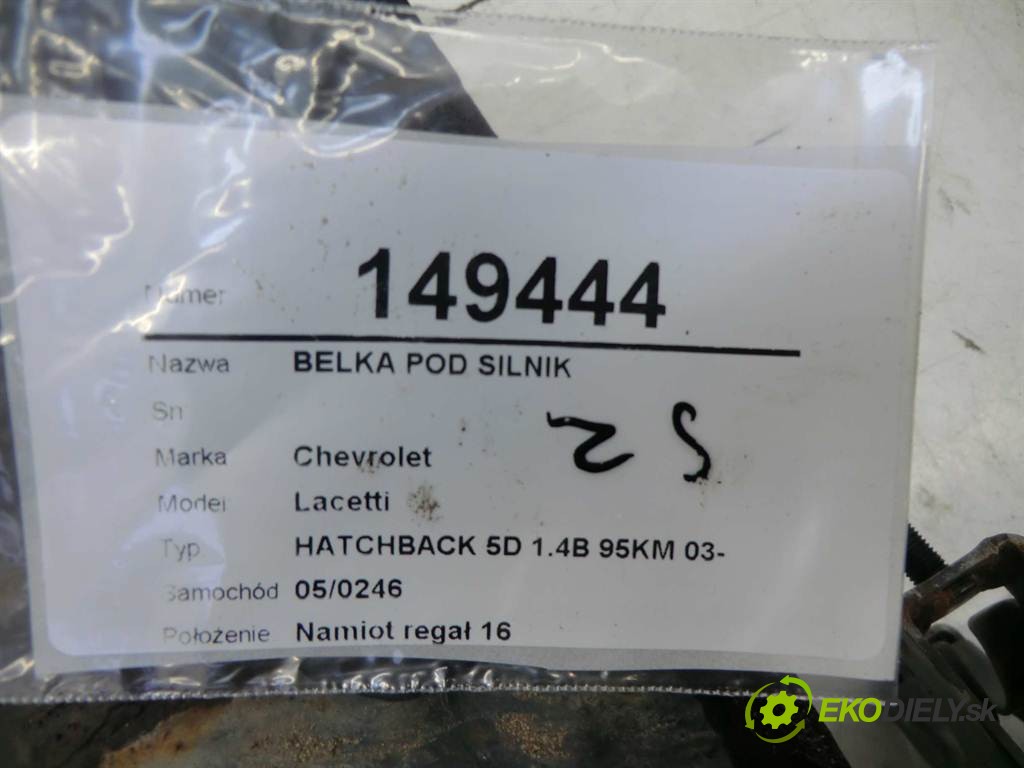 Numer 149444
Nazwa BELKA POD SILNIK
Sn
Marka Chevrolet
Model Lacetti
Typ HATCHBACK 5D 1.4B 95KM 03-
Samochód 05/0246
Położenie Namiot regał 16
EKODIELY.sk